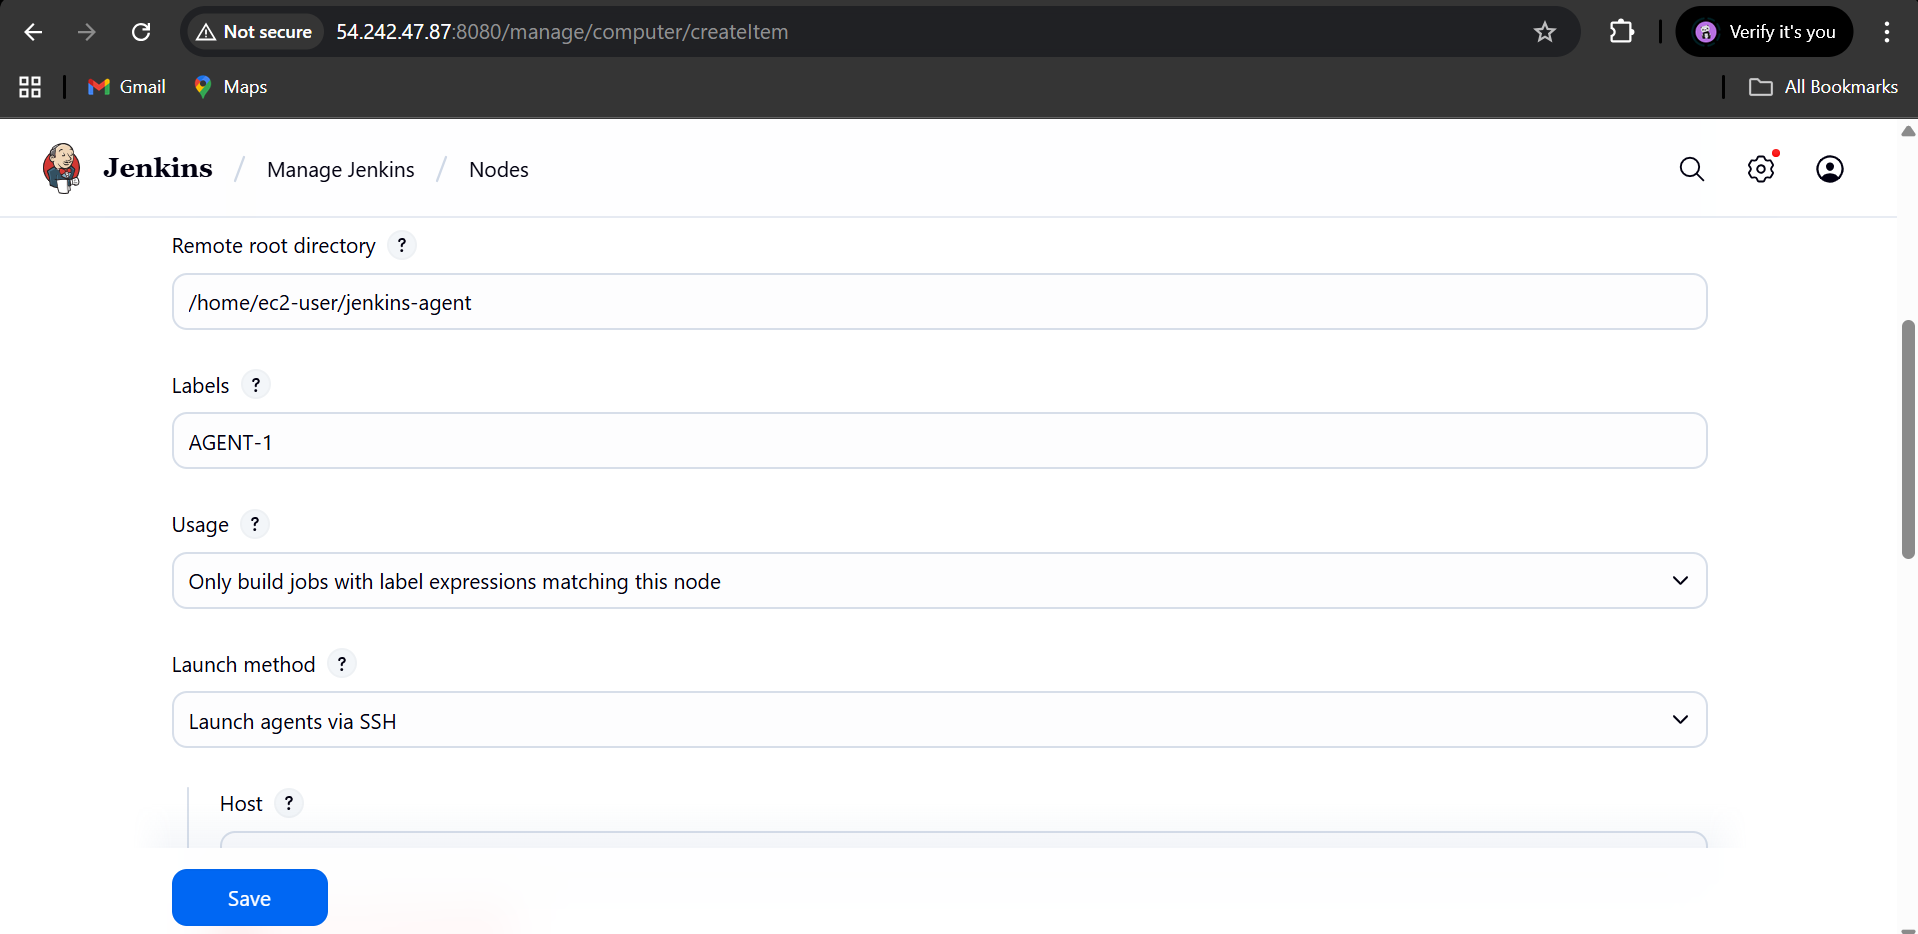 Not secure 54.242.47.87:8080/manage/computer/createItem Verify it's you
Gmail Maps All Bookmarks
Jenkins / Manage Jenkins / Nodes
Remote root directory ?
/home/ec2-user/jenkins-agent
Labels ?
AGENT-1
Usage ?
Only build jobs with label expressions matching this node
Launch method ?
Launch agents via SSH
Host ?
Save